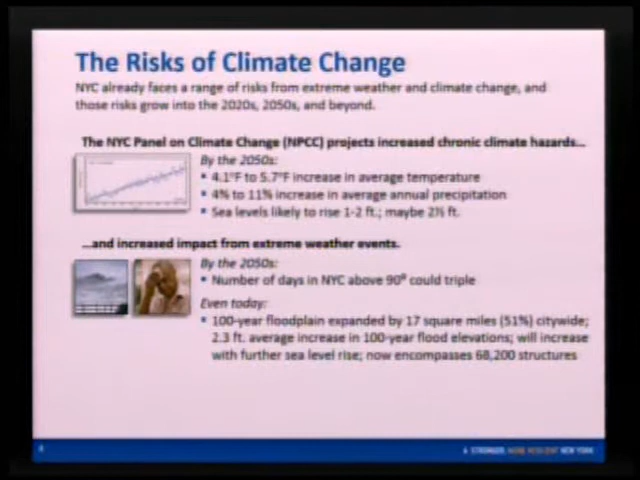 The Risks of Climate Change
NYC already faces a range of risks from extreme weather and climate change, and
those risks grow into the 2020s, 2050s, and beyond.
The NYC Panel on Climate Change (NPCC) projects increased chronic climate hazards...
By the 2050s:
▪ 4.1°F to 5.7°F increase in average temperature
▪ 4% to 11% increase in average annual precipitation
▪ Sea levels likely to rise 1-2 ft.; maybe 2½ ft.
...and increased impact from extreme weather events.
By the 2050s:
▪ Number of days in NYC above 90° could triple
Even today:
▪ 100-year floodplain expanded by 17 square miles (51%) citywide;
2.3 ft. average increase in 100-year flood elevations; will increase
with further sea level rise; now encompasses 68,200 structures
A STRONGER, MORE RESILIENT NEW YORK